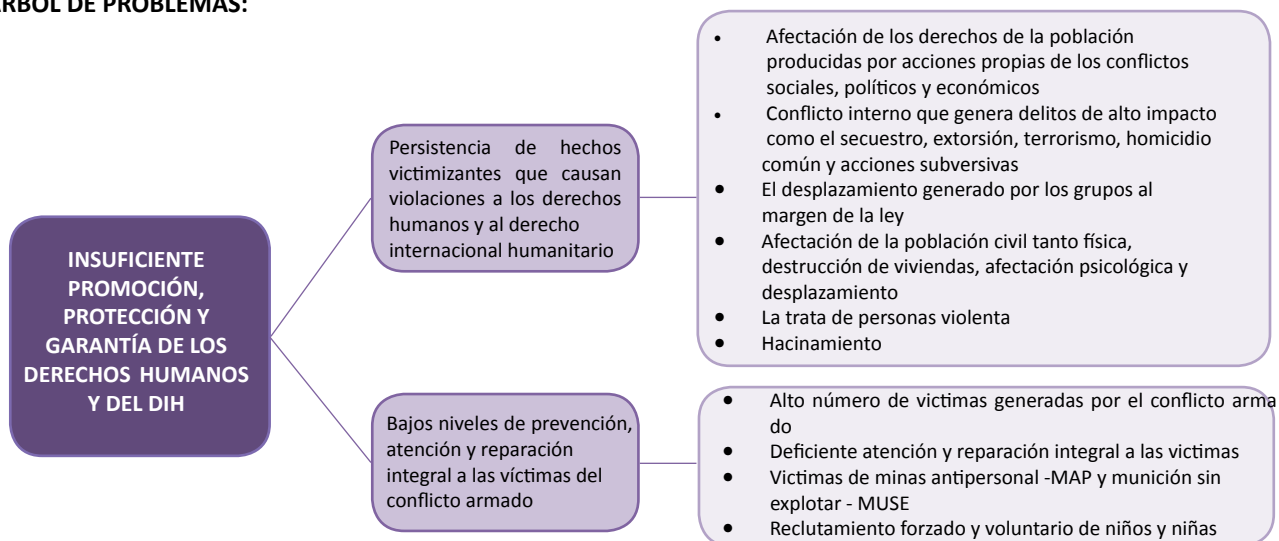 ÁRBOL DE PROBLEMAS:
INSUFICIENTE
PROMOCIÓN,
PROTECCIÓN Y
GARANTÍA DE LOS
DERECHOS HUMANOS
Y DEL DIH
Persistencia de hechos
victimizantes que causan
violaciones a los derechos
humanos y al derecho
internacional humanitario
• Afectación de los derechos de la población
producidas por acciones propias de los conflictos
sociales, políticos y económicos
• Conflicto interno que genera delitos de alto impacto
como el secuestro, extorsión, terrorismo, homicidio
común y acciones subversivas
• El desplazamiento generado por los grupos al
margen de la ley
• Afectación de la población civil tanto física,
destrucción de viviendas, afectación psicológica y
desplazamiento
• La trata de personas violenta
• Hacinamiento
Bajos niveles de prevención,
atención y reparación
integral a las víctimas del
conflicto armado
• Alto número de victimas generadas por el conflicto arma
do
• Deficiente atención y reparación integral a las victimas
• Victimas de minas antipersonal -MAP y munición sin
explotar - MUSE
• Reclutamiento forzado y voluntario de niños y niñas